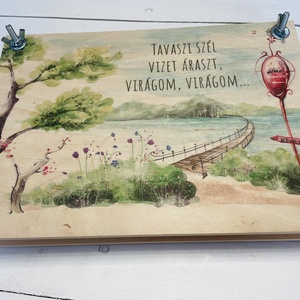 TAVASZI SZÉL
VIZET ÁRASZT,
VIRÁGOM, VIRÁGOM...